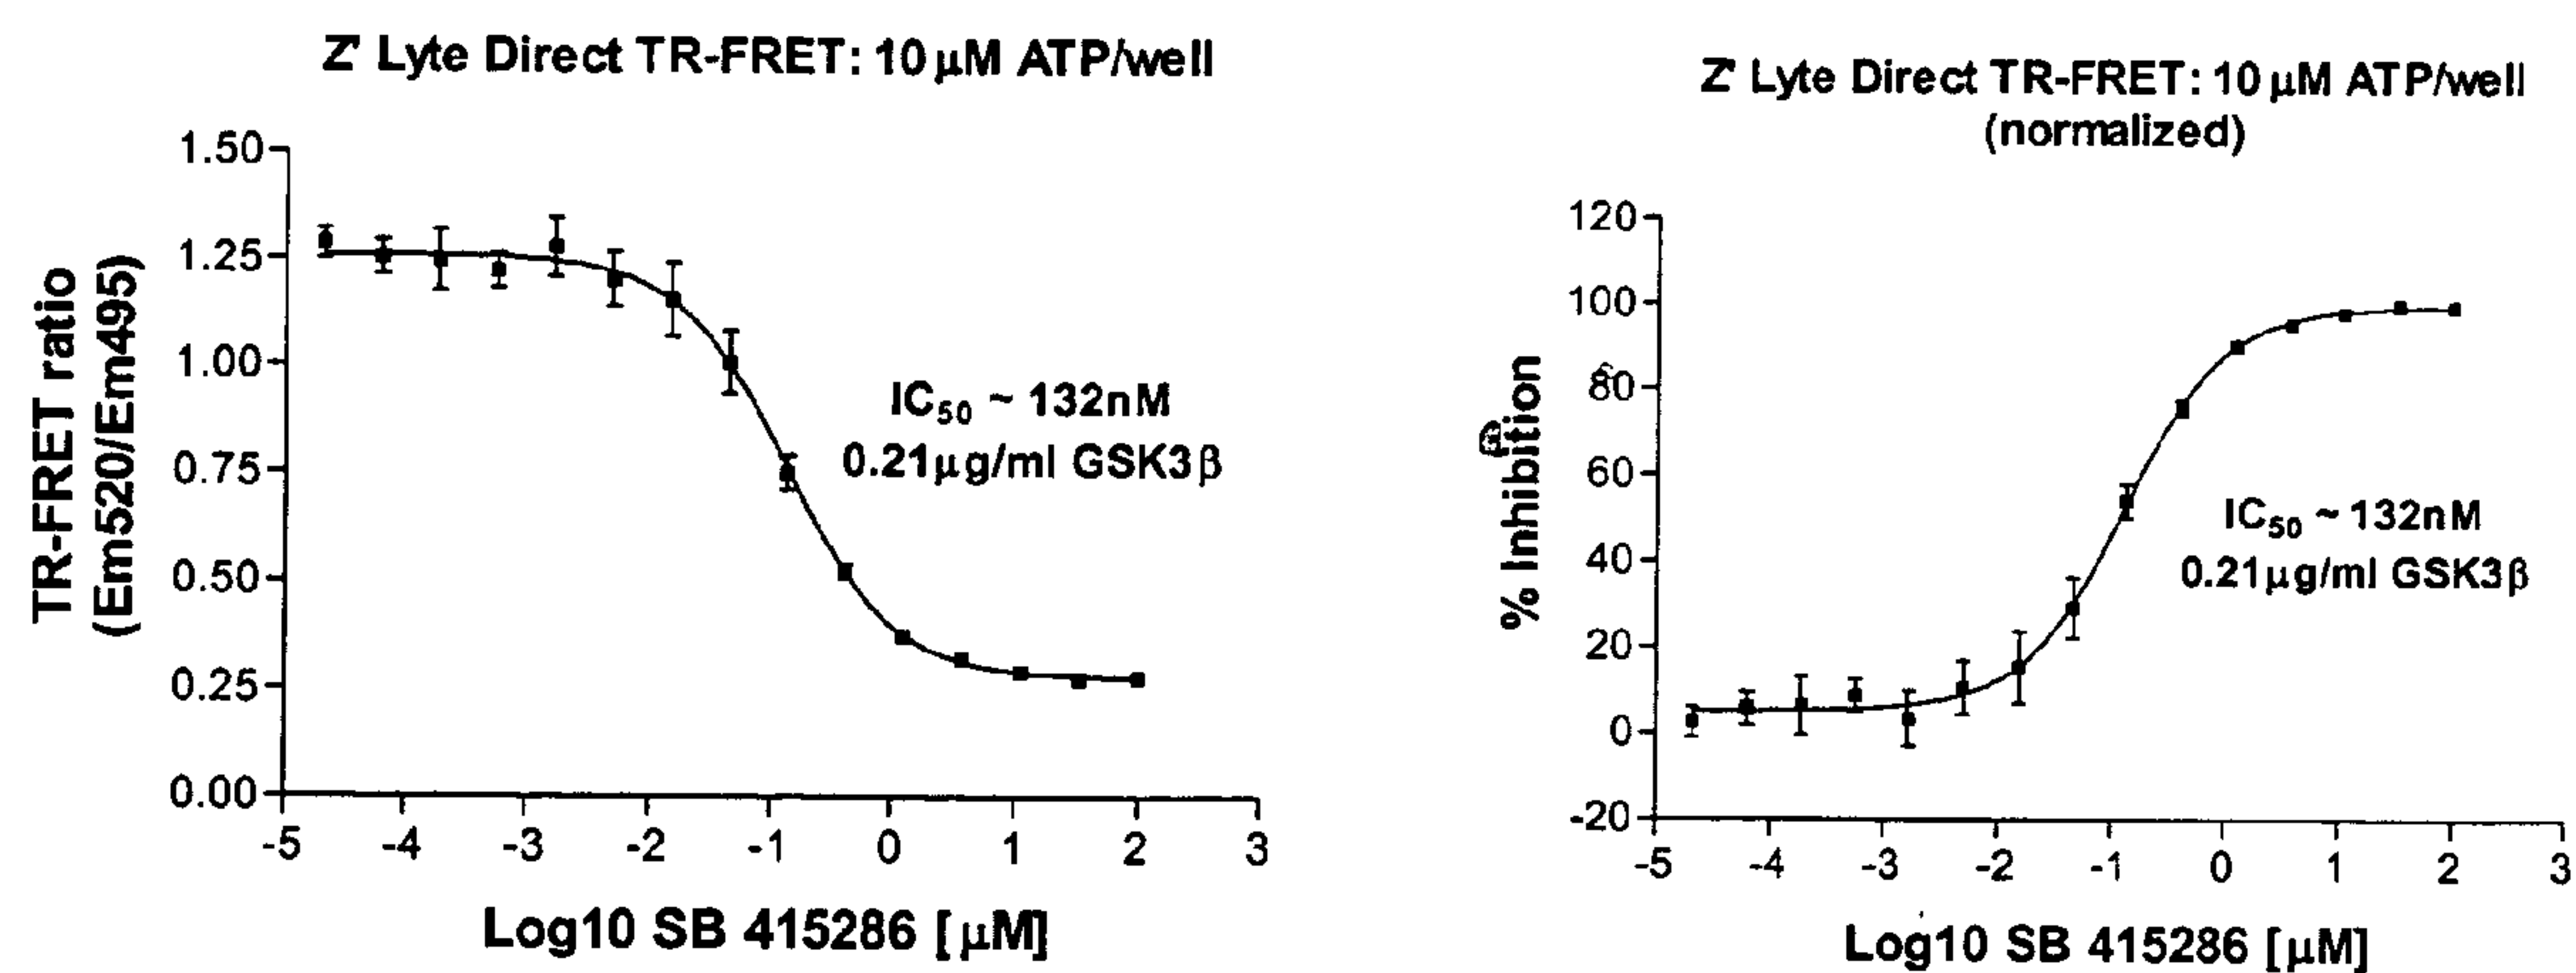 Z' Lyte Direct TR-FRET: 10 µM ATP/well
TR-FRET ratio
(Em520/Em495)
1.50
1.25
1.00
0.75
0.50
0.25
0.00
IC50 ~ 132nM
0.21µg/ml GSK3β
-5 -4 -3 -2 -1 0 1 2 3
Log10 SB 415286 [µM]
Z' Lyte Direct TR-FRET: 10 µM ATP/well
(normalized)
% Inhibition
120
100
80
60
40
20
0
-20
IC50 ~ 132nM
0.21µg/ml GSK3β
-5 -4 -3 -2 -1 0 1 2 3
Log10 SB 415286 [µM]